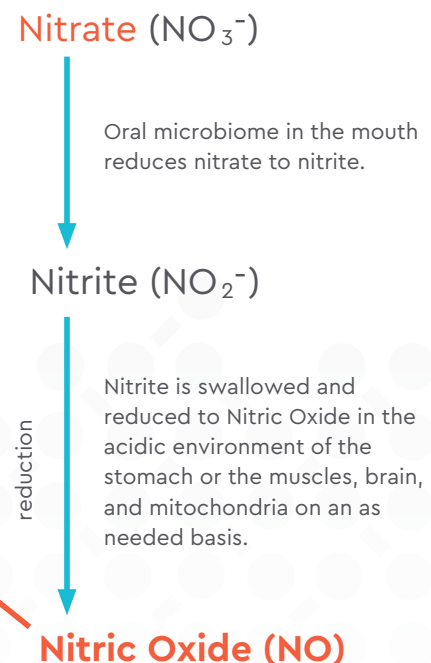 Nitrate (NO₃⁻)
Oral microbiome in the mouth
reduces nitrate to nitrite.
Nitrite (NO₂⁻)
reduction
Nitrite is swallowed and
reduced to Nitric Oxide in the
acidic environment of the
stomach or the muscles, brain,
and mitochondria on an as
needed basis.
Nitric Oxide (NO)